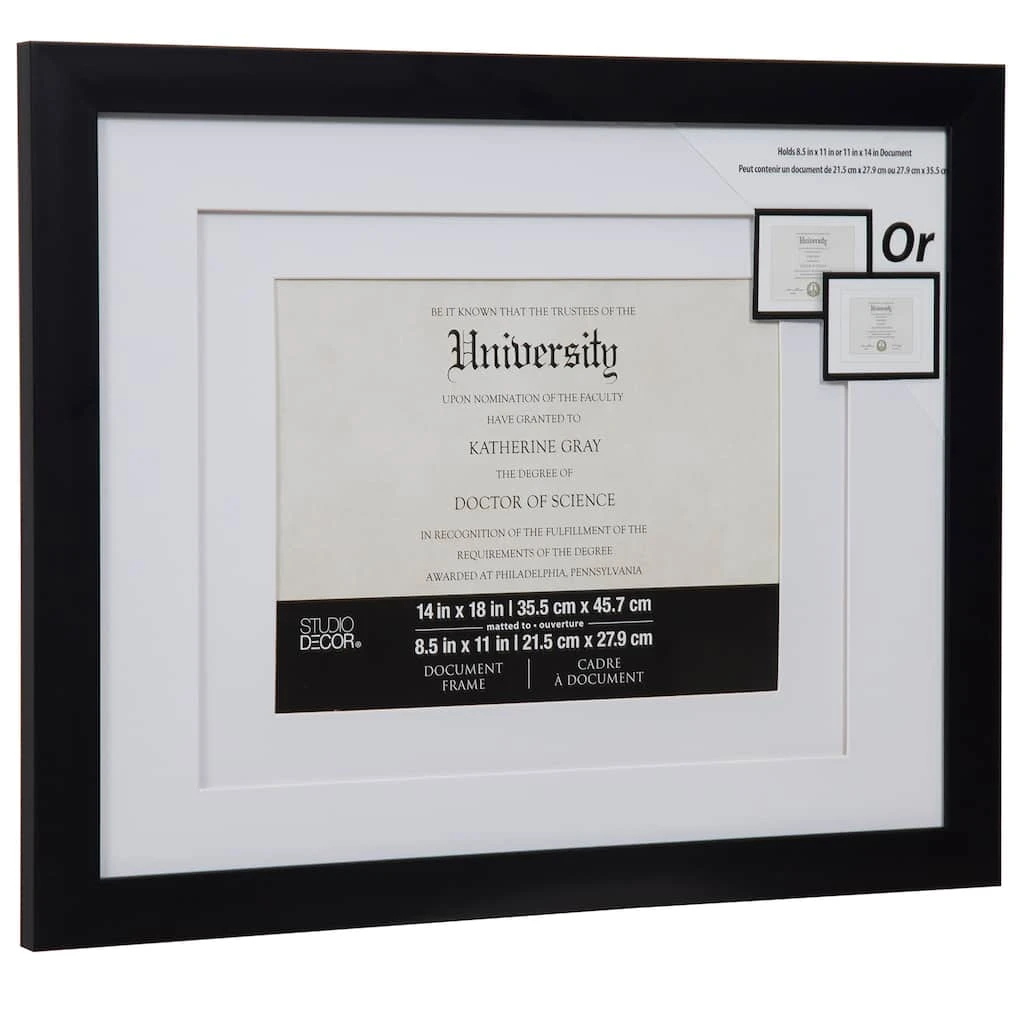 Holds 8.5 in x 11 in or 11 in x 14 in Document
Peut contenir un document de 21.5 cm x 27.9 cm ou 27.9 cm x 35.5
Or
University
University
BE IT KNOWN THAT THE TRUSTEES OF THE
University
UPON NOMINATION OF THE FACULTY
HAVE GRANTED TO
KATHERINE GRAY
THE DEGREE OF
DOCTOR OF SCIENCE
IN RECOGNITION OF THE FULFILLMENT OF THE
REQUIREMENTS OF THE DEGREE
AWARDED AT PHILADELPHIA, PENNSYLVANIA
STUDIO
DECOR®
14 in x 18 in | 35.5 cm x 45.7 cm
matted to • ouverture
8.5 in x 11 in | 21.5 cm x 27.9 cm
DOCUMENT
FRAME
CADRE
À DOCUMENT